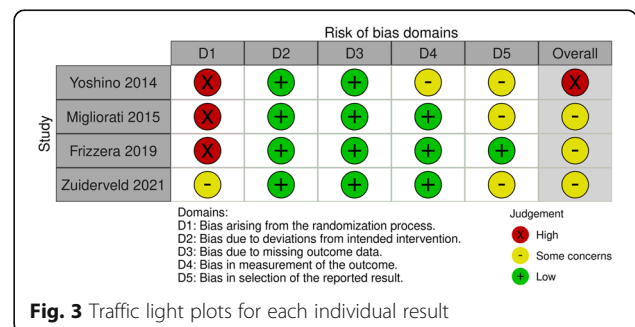 Risk of bias domains
D1 D2 D3 D4 D5 Overall
Study
Yoshino 2014 X + + - - X
Migliorati 2015 X + + + - -
Frizzera 2019 X + + + + -
Zuiderveld 2021 - + + + - -
Domains:
D1: Bias arising from the randomization process.
D2: Bias due to deviations from intended intervention.
D3: Bias due to missing outcome data.
D4: Bias in measurement of the outcome.
D5: Bias in selection of the reported result.
Judgement
X High
- Some concerns
+ Low
Fig. 3 Traffic light plots for each individual result